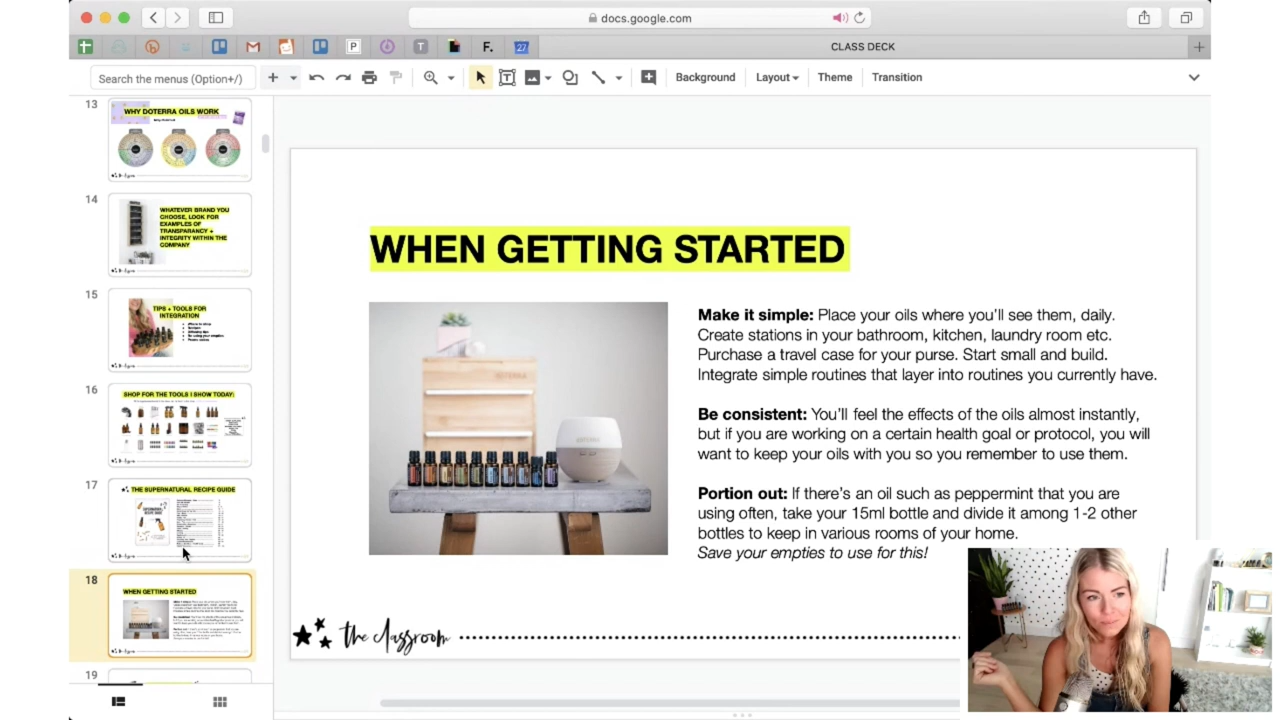 docs.google.com
P
T
F.
27
CLASS DECK
Search the menus (Option+/)
Background
Layout
Theme
Transition
13
WHY DOTERRA OILS WORK
14
WHATEVER BRAND YOU
CHOOSE, LOOK FOR
EXAMPLES OF
TRANSPARANCY +
INTEGRITY WITHIN THE
COMPANY
15
TIPS + TOOLS FOR
INTEGRATION
16
SHOP FOR THE TOOLS I SHOW TODAY:
17
THE SUPERNATURAL RECIPE GUIDE
18
WHEN GETTING STARTED
19
WHEN GETTING STARTED
Make it simple: Place your oils where you'll see them, daily.
Create stations in your bathroom, kitchen, laundry room etc.
Purchase a travel case for your purse. Start small and build.
Integrate simple routines that layer into routines you currently have.
Be consistent: You'll feel the effects of the oils almost instantly,
but if you are working on a certain health goal or protocol, you will
want to keep your oils with you so you remember to use them.
Portion out: If there's an oil such as peppermint that you are
using often, take your 15ml bottle and divide it among 1-2 other
bottles to keep in various rooms of your home.
Save your empties to use for this!
the classroom